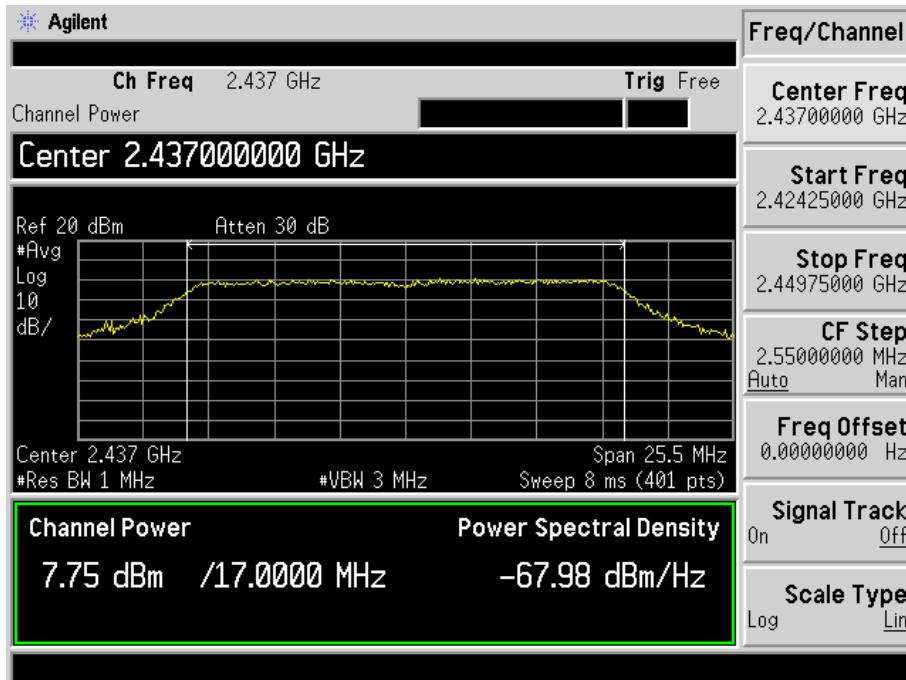 Agilent
Freq/Channel
Ch Freq 2.437 GHz Trig Free
Channel Power
Center 2.437000000 GHz
Ref 20 dBm Atten 30 dB
#Avg
Log
10
dB/
Center 2.437 GHz Span 25.5 MHz
#Res BW 1 MHz #VBW 3 MHz Sweep 8 ms (401 pts)
Channel Power Power Spectral Density
7.75 dBm /17.0000 MHz -67.98 dBm/Hz
Center Freq
2.43700000 GHz
Start Freq
2.42425000 GHz
Stop Freq
2.44975000 GHz
CF Step
2.55000000 MHz
Auto Man
Freq Offset
0.00000000 Hz
Signal Track
On Off
Scale Type
Log Lin